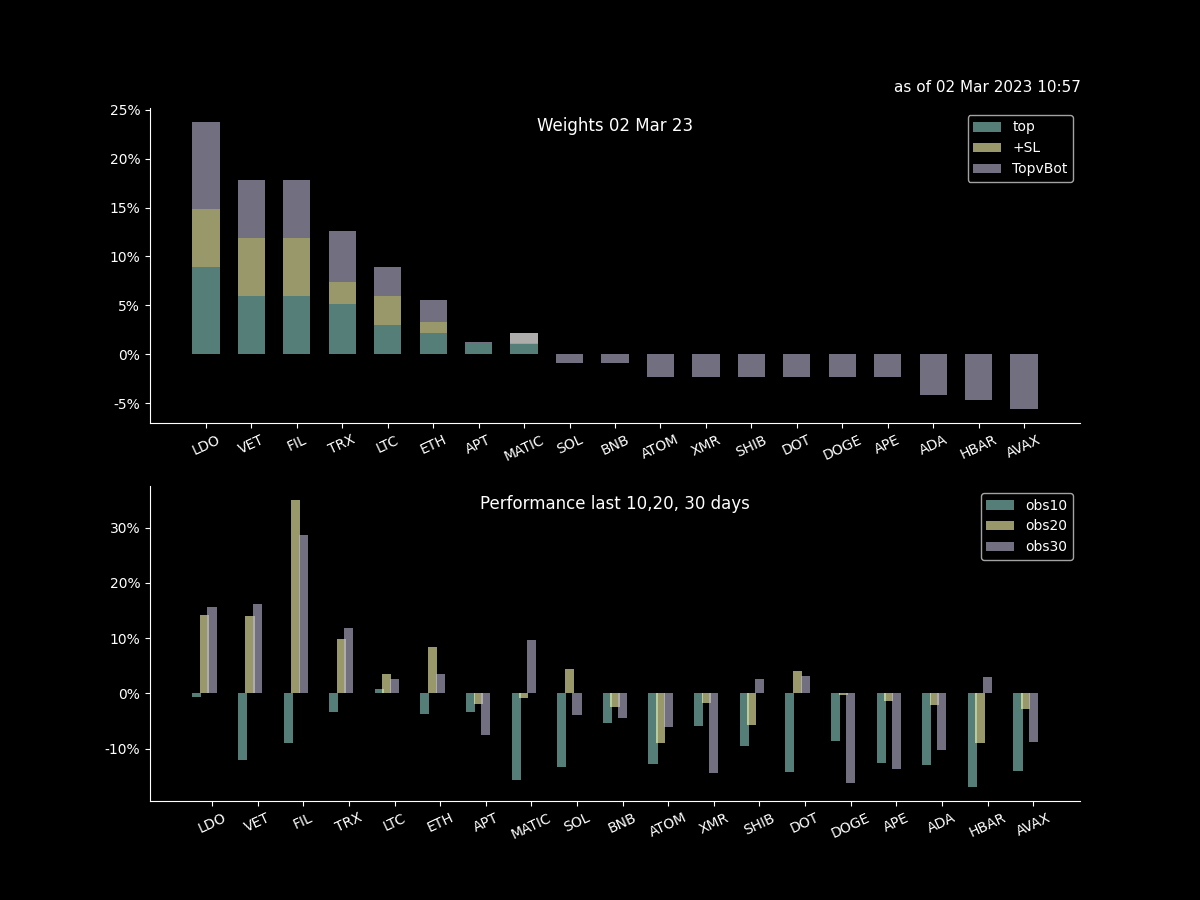 as of 02 Mar 2023 10:57
Weights 02 Mar 23
top
+SL
TopvBot
25%
20%
15%
10%
5%
0%
-5%
LDO VET FIL TRX LTC ETH APT MATIC SOL BNB ATOM XMR SHIB DOT DOGE APE ADA HBAR AVAX
Performance last 10,20, 30 days
obs10
obs20
obs30
30%
20%
10%
0%
-10%
LDO VET FIL TRX LTC ETH APT MATIC SOL BNB ATOM XMR SHIB DOT DOGE APE ADA HBAR AVAX